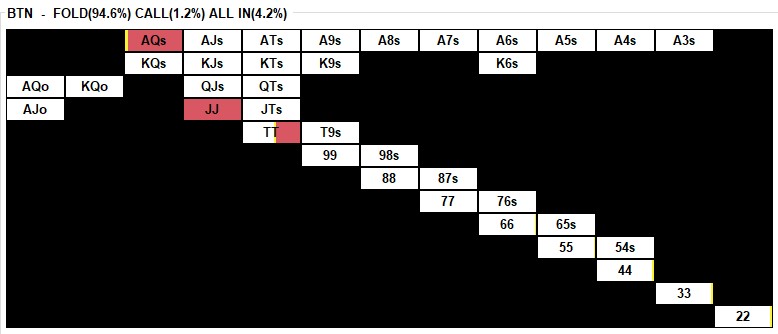 BTN - FOLD(94.6%) CALL(1.2%) ALL IN(4.2%)
AQs AJs ATs A9s A8s A7s A6s A5s A4s A3s
KQs KJs KTs K9s K6s
AQo KQo QJs QTs
AJo JJ JTs
TT T9s
99 98s
88 87s
77 76s
66 65s
55 54s
44
33
22